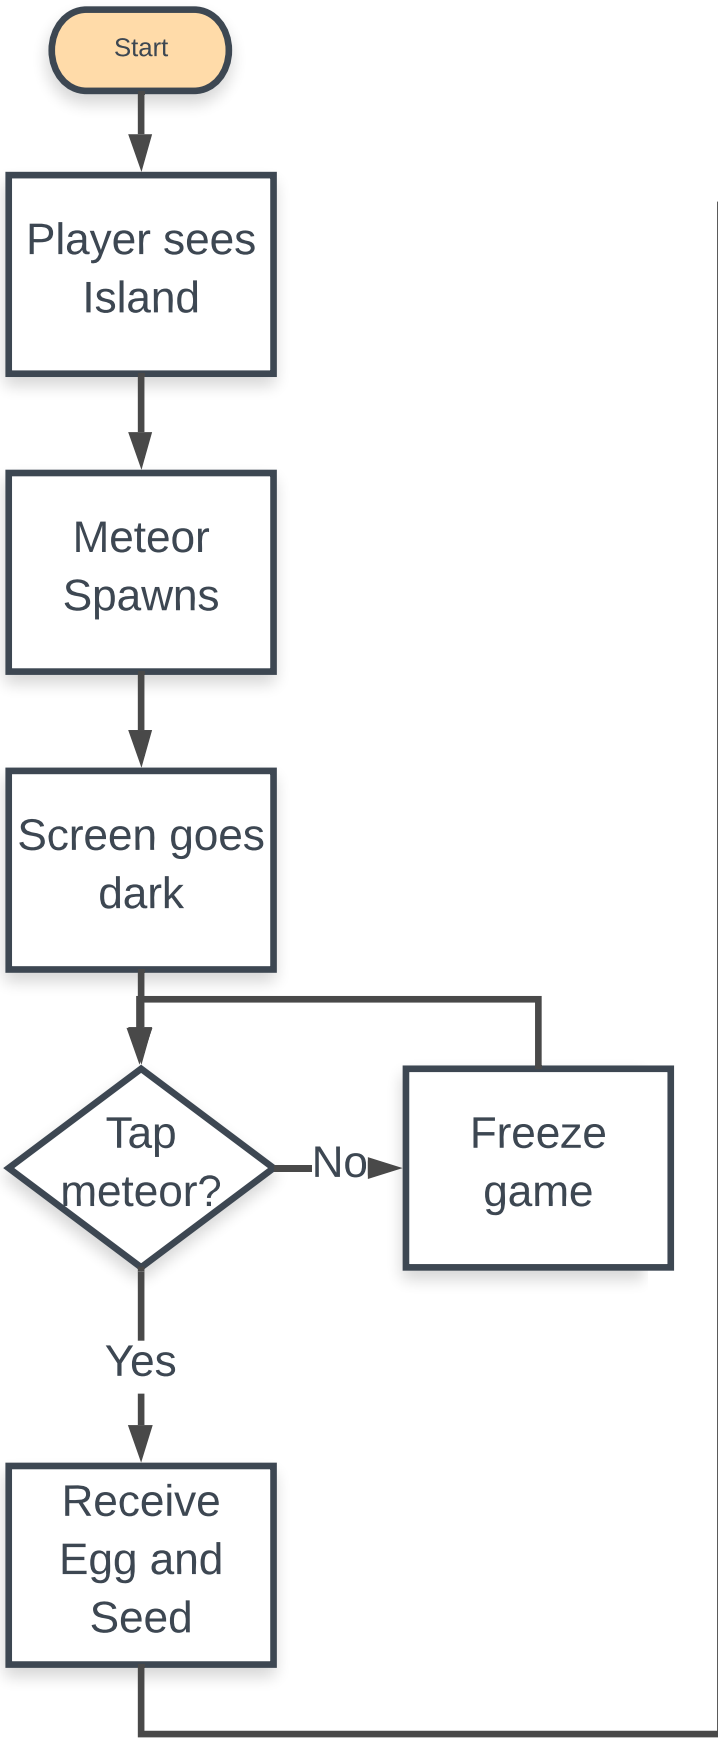 Start
Player sees
Island
Meteor
Spawns
Screen goes
dark
Tap
meteor?
No
Freeze
game
Yes
Receive
Egg and
Seed